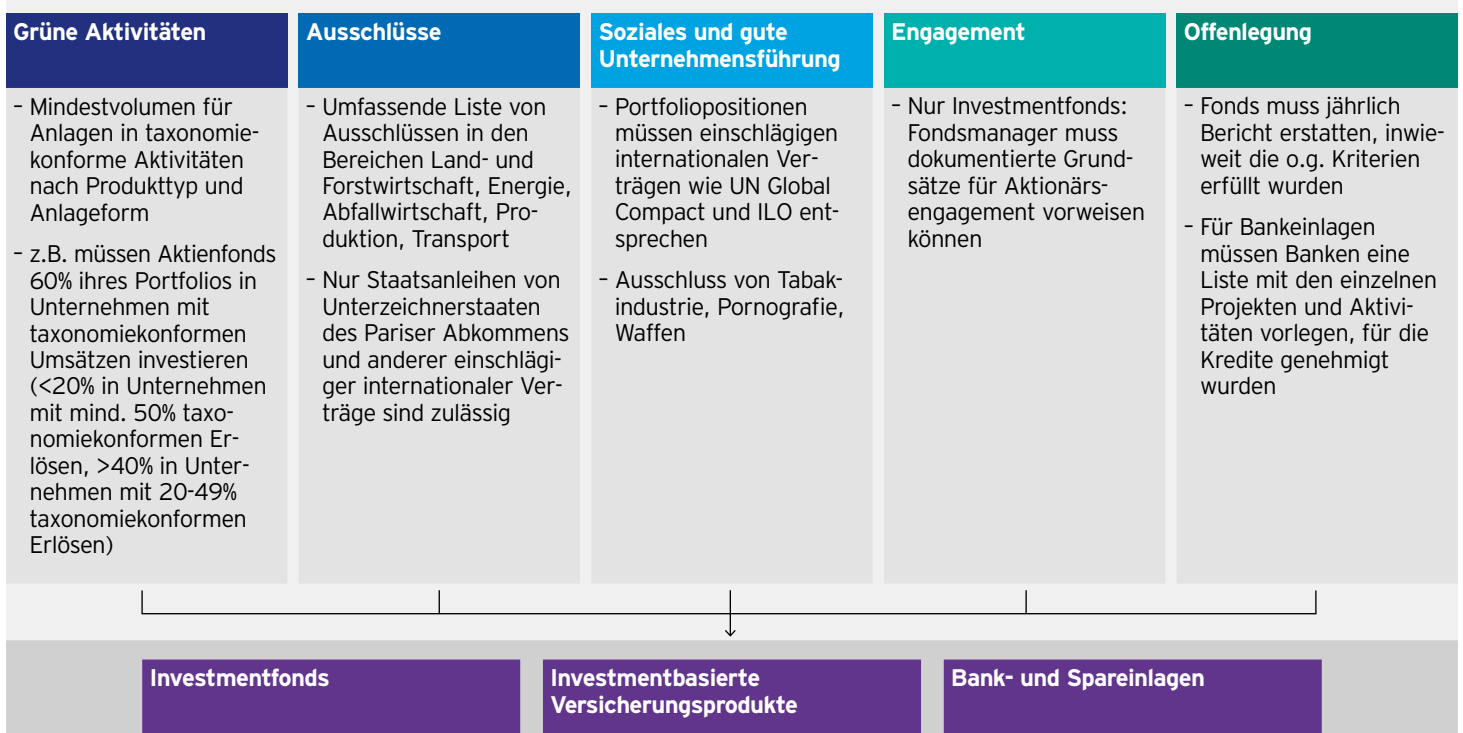 Grüne Aktivitäten
– Mindestvolumen für
Anlagen in taxonomie-
konforme Aktivitäten
nach Produkttyp und
Anlageform
– z.B. müssen Aktienfonds
60% ihres Portfolios in
Unternehmen mit
taxonomiekonformen
Umsätzen investieren
(<20% in Unternehmen
mit mind. 50% taxo-
nomiekonformen Er-
lösen, >40% in Unter-
nehmen mit 20-49%
taxonomiekonformen
Erlösen)
Ausschlüsse
– Umfassende Liste von
Ausschlüssen in den
Bereichen Land- und
Forstwirtschaft, Energie,
Abfallwirtschaft, Pro-
duktion, Transport
– Nur Staatsanleihen von
Unterzeichnerstaaten
des Pariser Abkommens
und anderer einschlägi-
ger internationaler Ver-
träge sind zulässig
Soziales und gute
Unternehmensführung
– Portfoliopositionen
müssen einschlägigen
internationalen Ver-
trägen wie UN Global
Compact und ILO ent-
sprechen
– Ausschluss von Tabak-
industrie, Pornografie,
Waffen
Engagement
– Nur Investmentfonds:
Fondsmanager muss
dokumentierte Grund-
sätze für Aktionärs-
engagement vorweisen
können
Offenlegung
– Fonds muss jährlich
Bericht erstatten, inwie-
weit die o.g. Kriterien
erfüllt wurden
– Für Bankeinlagen
müssen Banken eine
Liste mit den einzelnen
Projekten und Aktivi-
täten vorlegen, für die
Kredite genehmigt
wurden
Investmentfonds
Investmentbasierte
Versicherungsprodukte
Bank- und Spareinlagen